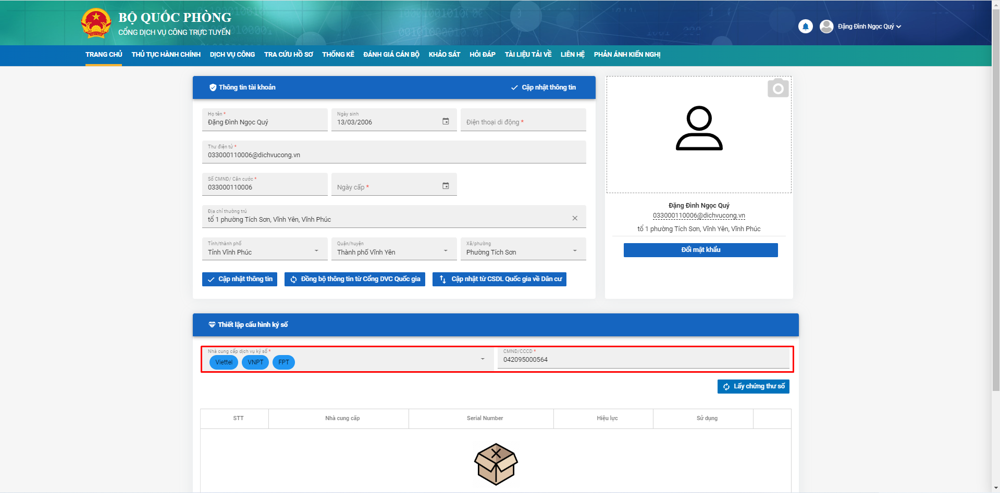 BỘ QUỐC PHÒNG
CỔNG DỊCH VỤ CÔNG TRỰC TUYẾN
Đặng Đình Ngọc Quý
TRANG CHỦ THỦ TỤC HÀNH CHÍNH DỊCH VỤ CÔNG TRA CỨU HỒ SƠ THỐNG KÊ ĐÁNH GIÁ CÁN BỘ KHẢO SÁT HỎI ĐÁP TÀI LIỆU TẢI VỀ LIÊN HỆ PHẢN ÁNH KIẾN NGHỊ
Thông tin tài khoản
Cập nhật thông tin
Họ tên *
Đặng Đình Ngọc Quý
Ngày sinh
13/03/2006
Điện thoại di động *
Thư điện tử *
033000110006@dichvucong.vn
Số CMND/ Căn cước *
033000110006
Ngày cấp *
Địa chỉ thường trú
tổ 1 phường Tích Sơn, Vĩnh Yên, Vĩnh Phúc
Tỉnh/thành phố
Tỉnh Vĩnh Phúc
Quận/huyện
Thành phố Vĩnh Yên
Xã/phường
Phường Tích Sơn
Cập nhật thông tin
Đồng bộ thông tin từ Cổng DVC Quốc gia
Cập nhật từ CSDL Quốc gia về Dân cư
Đặng Đình Ngọc Quý
033000110006@dichvucong.vn
tổ 1 phường Tích Sơn, Vĩnh Yên, Vĩnh Phúc
Đổi mật khẩu
Thiết lập cấu hình ký số
Nhà cung cấp dịch vụ ký số *
Viettel VNPT FPT
CMND/CCCD *
042095000564
Lấy chứng thư số
STT Nhà cung cấp Serial Number Hiệu lực Sử dụng